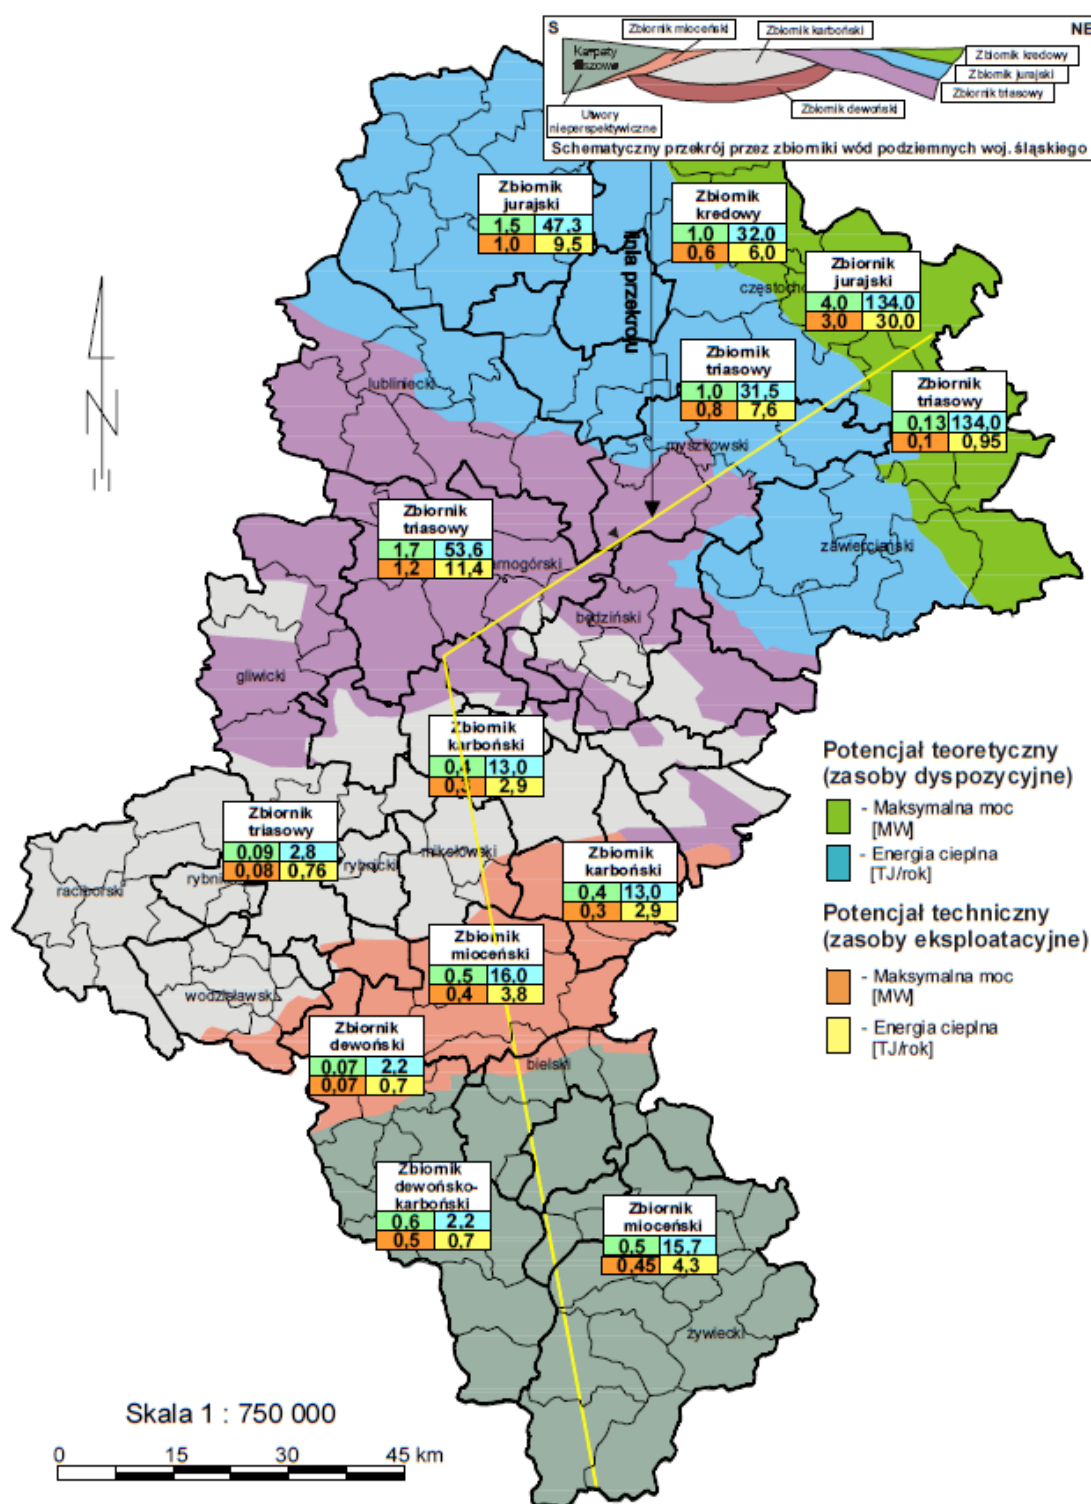 S
NE
Zbiornik mioceński
Zbiornik karboński
Karpaty
Zbiornik kredowy
Zbiornik jurajski
Zbiornik triasowy
Zbiornik dewoński
Utwory
nieperspektywiczne
Schematyczny przekrój przez zbiorniki wód podziemnych woj. śląskiego
linia przekroju
Zbiornik
jurajski
1,5 47,3
1,0 9,5
Zbiornik
kredowy
1,0 32,0
0,6 6,0
często
Zbiornik
jurajski
4,0 134,0
3,0 30,0
Zbiornik
triasowy
1,0 31,5
0,8 7,6
Zbiornik
triasowy
0,13 134,0
0,1 0,95
lubliniecki
myszkowski
Zbiornik
triasowy
1,7 53,6
1,2 11,4
arnogórski
zawierciański
będziński
gliwicki
Zbiornik
karboński
0,4 13,0
0,3 2,9
Potencjał teoretyczny
(zasoby dyspozycyjne)
- Maksymalna moc
[MW]
- Energia cieplna
[TJ/rok]
Potencjał techniczny
(zasoby eksploatacyjne)
- Maksymalna moc
[MW]
- Energia cieplna
[TJ/rok]
Zbiornik
triasowy
0,09 2,8
0,08 0,76
mikołowski
rybnicki
raciborski
rybni
Zbiornik
karboński
0,4 13,0
0,3 2,9
Zbiornik
mioceński
0,5 16,0
0,4 3,8
wodzisławski
Zbiornik
dewoński
0,07 2,2
0,07 0,7
bielski
Zbiornik
dewońsko-
karboński
0,6 2,2
0,5 0,7
Zbiornik
mioceński
0,5 15,7
0,45 4,3
żywiecki
Skala 1 : 750 000
0 15 30 45 km